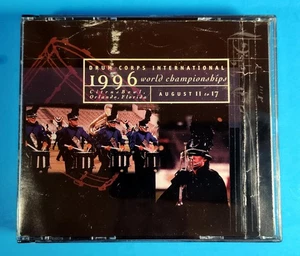 DRUM CORPS INTERNATIONAL
1996 world championships
Citrus Bowl,
Orlando, Florida
AUGUST 11 to 17